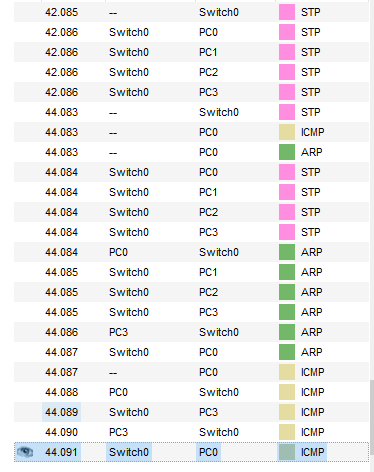 42.085 -- Switch0 STP
42.086 Switch0 PC0 STP
42.086 Switch0 PC1 STP
42.086 Switch0 PC2 STP
42.086 Switch0 PC3 STP
44.083 -- Switch0 STP
44.083 -- PC0 ICMP
44.083 -- PC0 ARP
44.084 Switch0 PC0 STP
44.084 Switch0 PC1 STP
44.084 Switch0 PC2 STP
44.084 Switch0 PC3 STP
44.084 PC0 Switch0 ARP
44.085 Switch0 PC1 ARP
44.085 Switch0 PC2 ARP
44.085 Switch0 PC3 ARP
44.086 PC3 Switch0 ARP
44.087 Switch0 PC0 ARP
44.087 -- PC0 ICMP
44.088 PC0 Switch0 ICMP
44.089 Switch0 PC3 ICMP
44.090 PC3 Switch0 ICMP
44.091 Switch0 PC0 ICMP